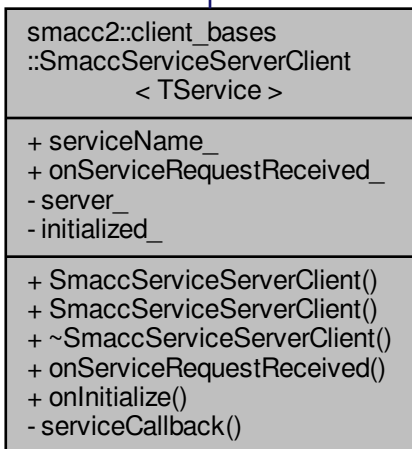 smacc2::client_bases
::SmaccServiceServerClient
< TService >
+ serviceName_
+ onServiceRequestReceived_
- server_
- initialized_
+ SmaccServiceServerClient()
+ SmaccServiceServerClient()
+ ~SmaccServiceServerClient()
+ onServiceRequestReceived()
+ onInitialize()
- serviceCallback()